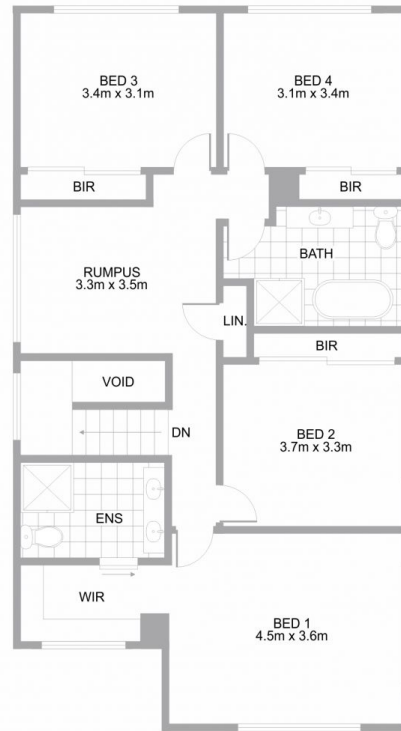 BED 3
3.4m x 3.1m
BED 4
3.1m x 3.4m
BIR
BIR
BATH
RUMPUS
3.3m x 3.5m
LIN.
BIR
VOID
DN
BED 2
3.7m x 3.3m
ENS
WIR
BED 1
4.5m x 3.6m